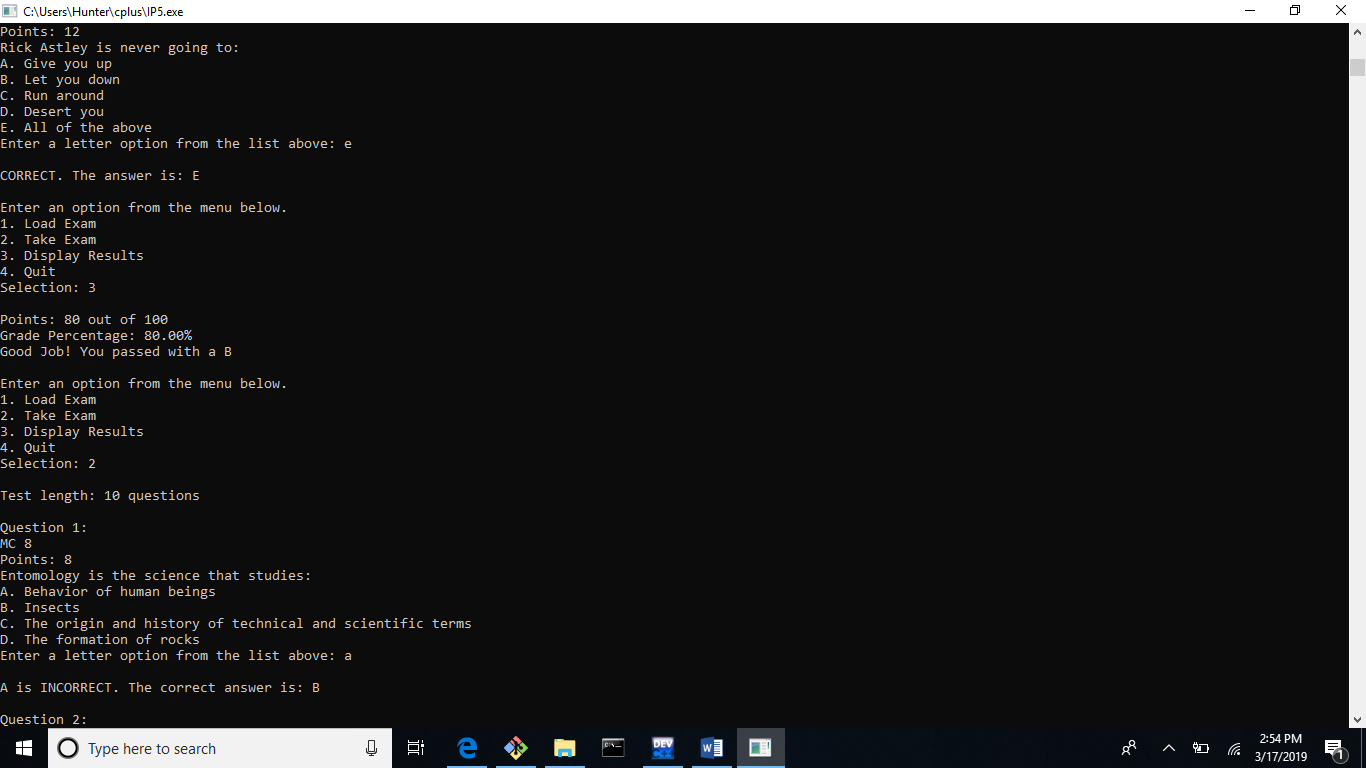 C:\Users\Hunter\cplus\IP5.exe
Points: 12
Rick Astley is never going to:
A. Give you up
B. Let you down
C. Run around
D. Desert you
E. All of the above
Enter a letter option from the list above: e
CORRECT. The answer is: E
Enter an option from the menu below.
1. Load Exam
2. Take Exam
3. Display Results
4. Quit
Selection: 3
Points: 80 out of 100
Grade Percentage: 80.00%
Good Job! You passed with a B
Enter an option from the menu below.
1. Load Exam
2. Take Exam
3. Display Results
4. Quit
Selection: 2
Test length: 10 questions
Question 1:
MC 8
Points: 8
Entomology is the science that studies:
A. Behavior of human beings
B. Insects
C. The origin and history of technical and scientific terms
D. The formation of rocks
Enter a letter option from the list above: a
A is INCORRECT. The correct answer is: B
Question 2:
Type here to search
DEV
2:54 PM
3/17/2019
1